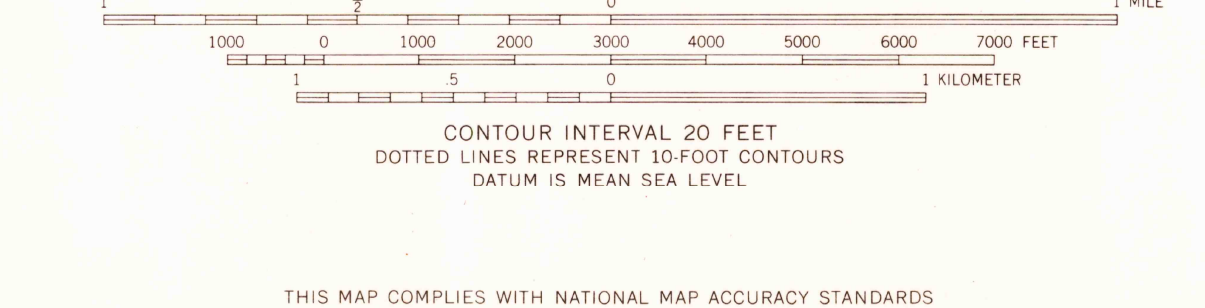 1 1/2 0 1 MILE
1000 0 1000 2000 3000 4000 5000 6000 7000 FEET
1 .5 0 1 KILOMETER
CONTOUR INTERVAL 20 FEET
DOTTED LINES REPRESENT 10-FOOT CONTOURS
DATUM IS MEAN SEA LEVEL
THIS MAP COMPLIES WITH NATIONAL MAP ACCURACY STANDARDS